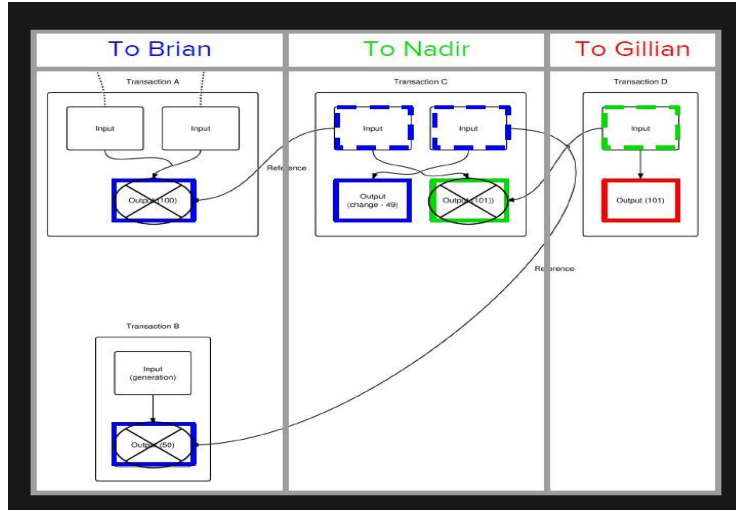 To Brian
To Nadir
To Gillian
Transaction A
Transaction C
Transaction D
Input
Input
Input
Input
Input
Reference
Output (100)
Output
(change - 49)
Output (101))
Output (101)
Reference
Transaction B
Input
(generation)
Output (50)